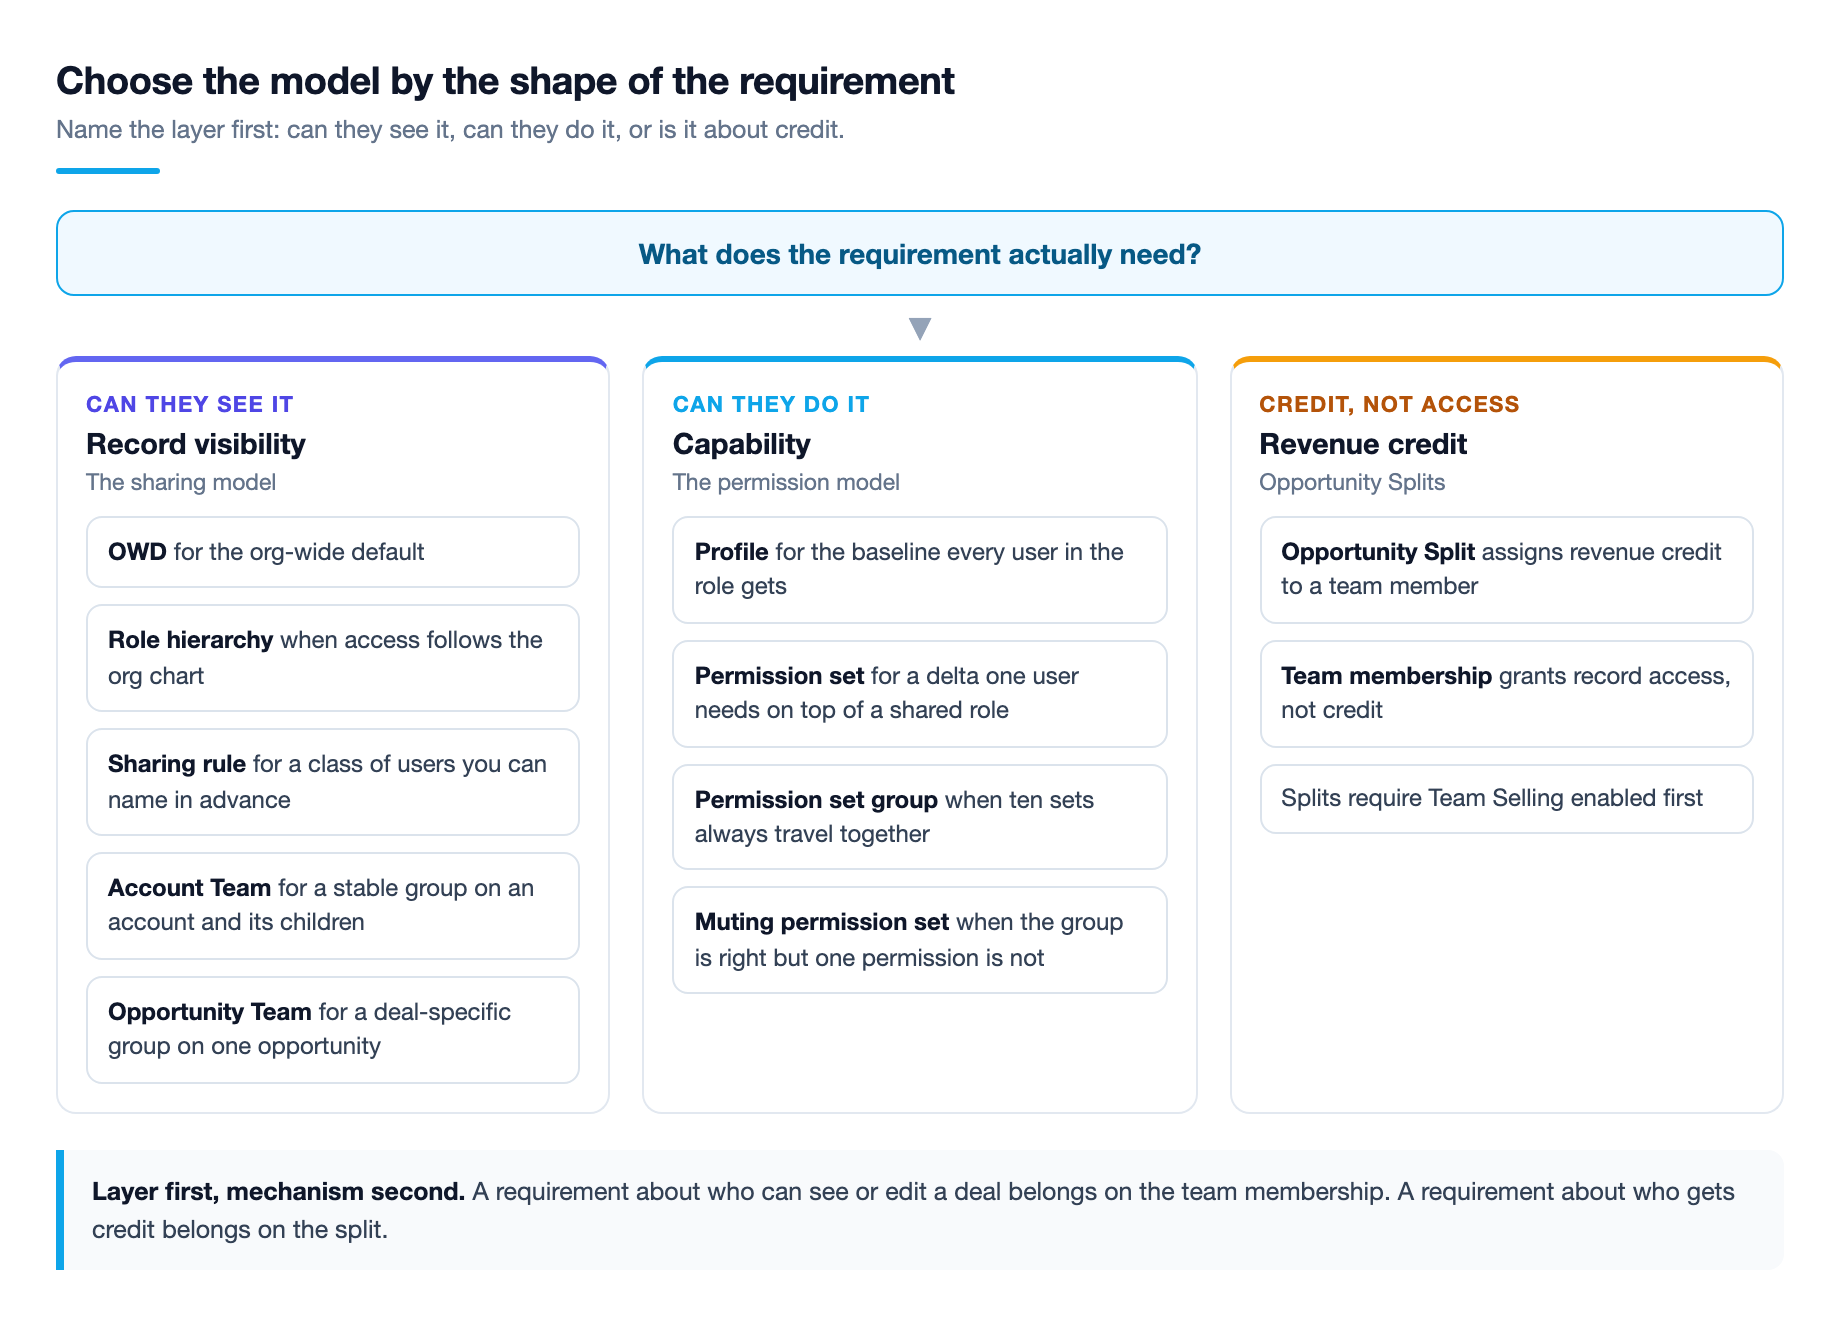 Choose the model by the shape of the requirement
Name the layer first: can they see it, can they do it, or is it about credit.
What does the requirement actually need?
CAN THEY SEE IT
Record visibility
The sharing model
OWD for the org-wide default
Role hierarchy when access follows the
org chart
Sharing rule for a class of users you can
name in advance
Account Team for a stable group on an
account and its children
Opportunity Team for a deal-specific
group on one opportunity
CAN THEY DO IT
Capability
The permission model
Profile for the baseline every user in the
role gets
Permission set for a delta one user
needs on top of a shared role
Permission set group when ten sets
always travel together
Muting permission set when the group
is right but one permission is not
CREDIT, NOT ACCESS
Revenue credit
Opportunity Splits
Opportunity Split assigns revenue credit
to a team member
Team membership grants record access,
not credit
Splits require Team Selling enabled first
Layer first, mechanism second. A requirement about who can see or edit a deal belongs on the team membership. A requirement about who gets
credit belongs on the split.